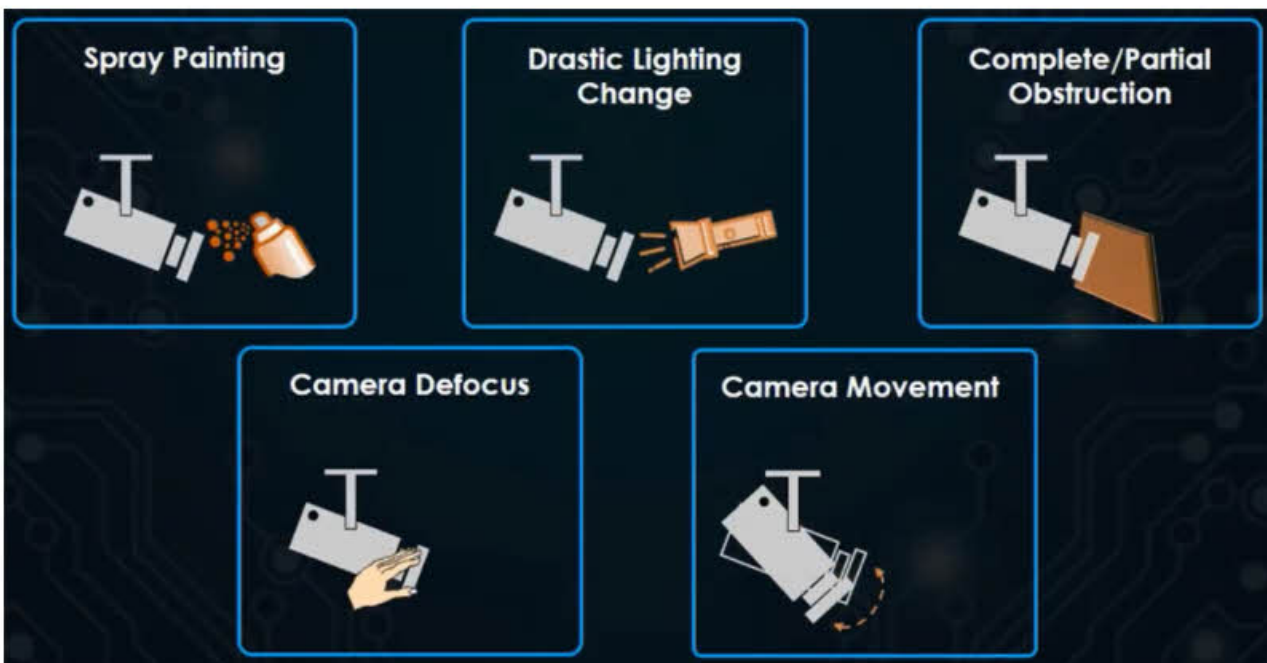 Spray Painting
Drastic Lighting
Change
Complete/Partial
Obstruction
Camera Defocus
Camera Movement